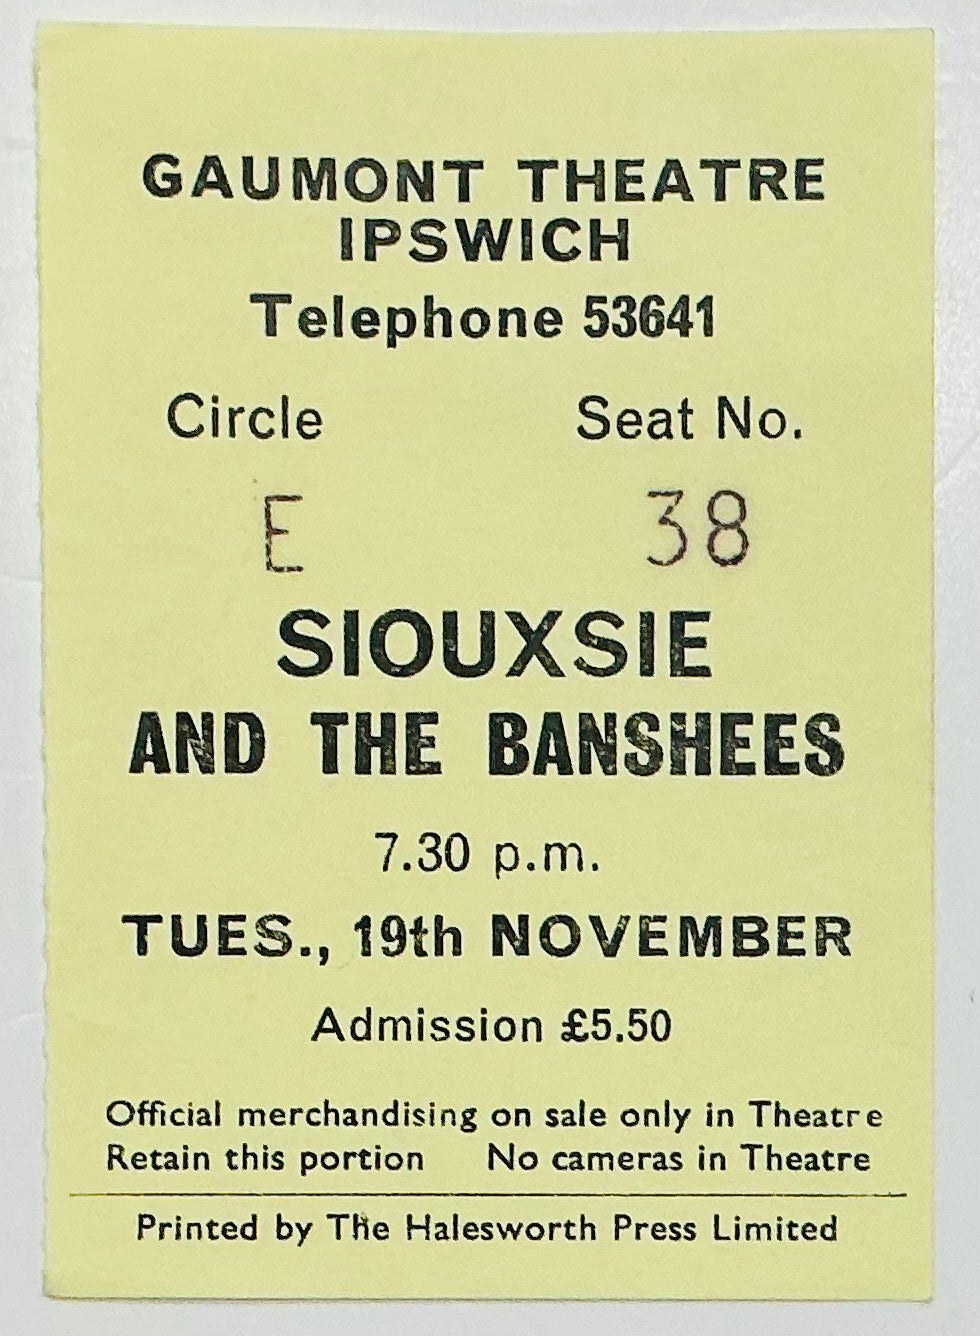 GAUMONT THEATRE
IPSWICH
Telephone 53641
Circle Seat No.
E 38
SIOUXSIE
AND THE BANSHEES
7.30 p.m.
TUES., 19th NOVEMBER
Admission £5.50
Official merchandising on sale only in Theatre
Retain this portion No cameras in Theatre
Printed by The Halesworth Press Limited